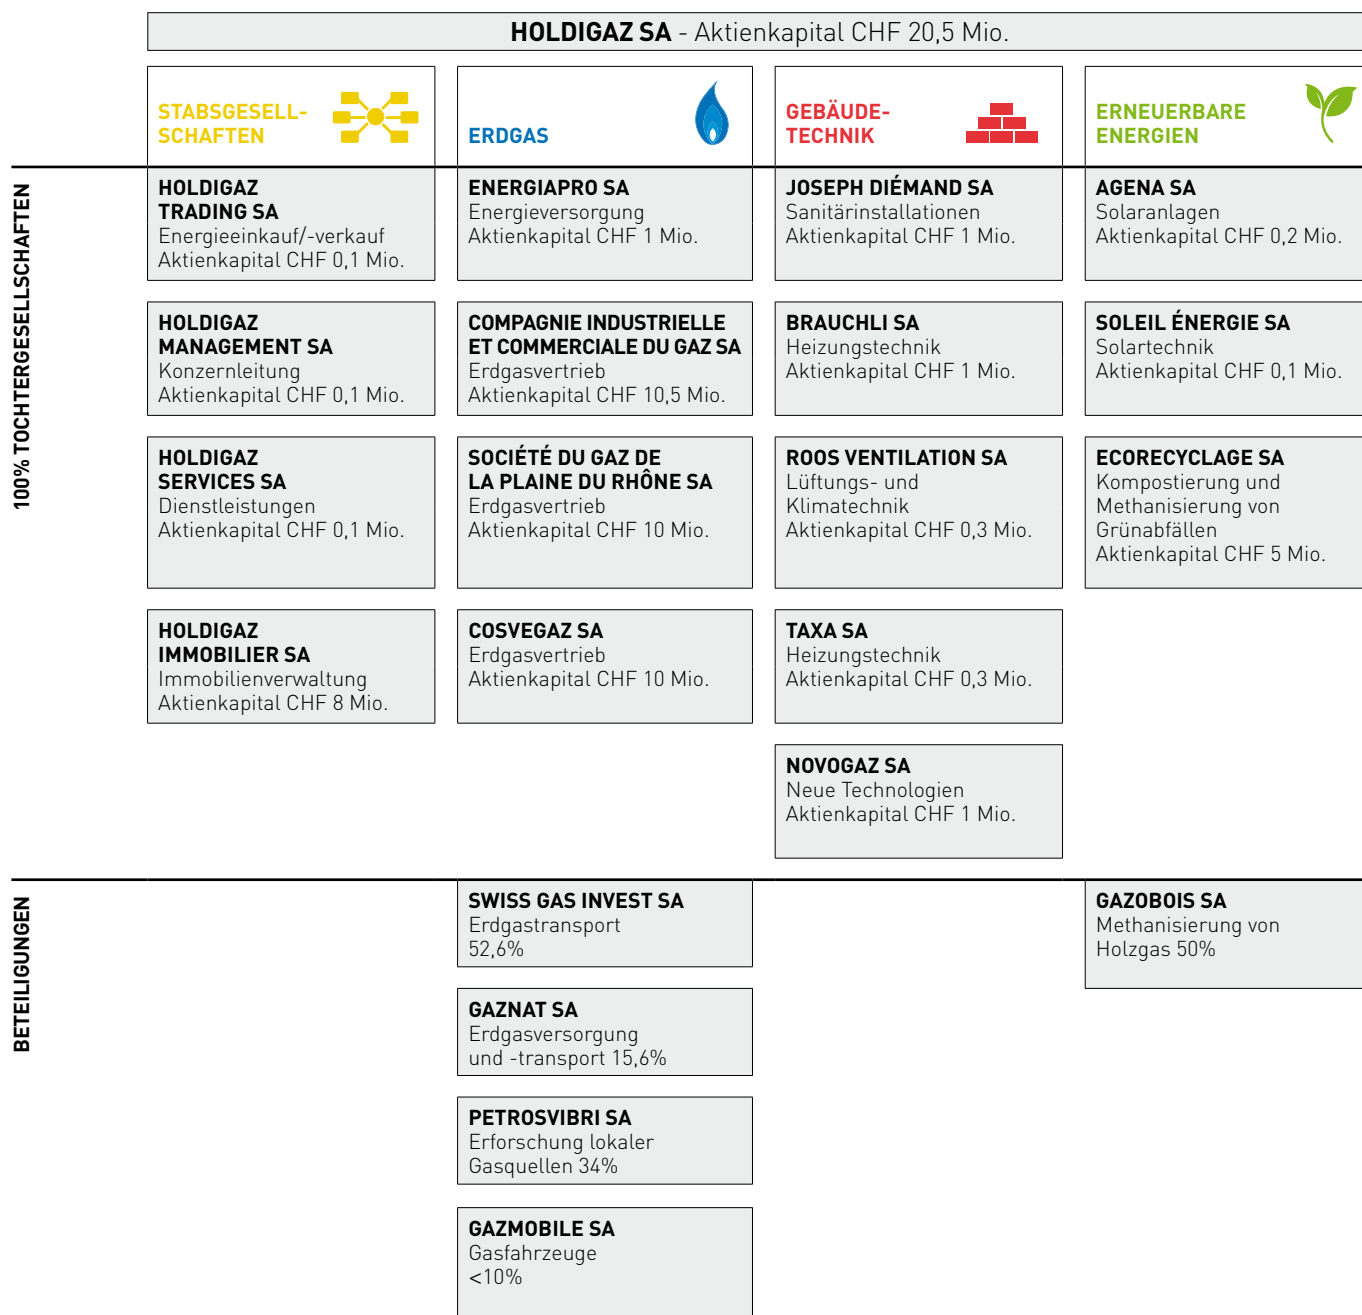 HOLDIGAZ SA - Aktienkapital CHF 20,5 Mio.
STABSGESELL-
SCHAFTEN
ERDGAS
GEBÄUDE-
TECHNIK
ERNEUERBARE
ENERGIEN
100% TOCHTERGESELLSCHAFTEN
HOLDIGAZ
TRADING SA
Energieeinkauf/-verkauf
Aktienkapital CHF 0,1 Mio.
ENERGIAPRO SA
Energieversorgung
Aktienkapital CHF 1 Mio.
JOSEPH DIÉMAND SA
Sanitärinstallationen
Aktienkapital CHF 1 Mio.
AGENA SA
Solaranlagen
Aktienkapital CHF 0,2 Mio.
HOLDIGAZ
MANAGEMENT SA
Konzernleitung
Aktienkapital CHF 0,1 Mio.
COMPAGNIE INDUSTRIELLE
ET COMMERCIALE DU GAZ SA
Erdgasvertrieb
Aktienkapital CHF 10,5 Mio.
BRAUCHLI SA
Heizungstechnik
Aktienkapital CHF 1 Mio.
SOLEIL ÉNERGIE SA
Solartechnik
Aktienkapital CHF 0,1 Mio.
HOLDIGAZ
SERVICES SA
Dienstleistungen
Aktienkapital CHF 0,1 Mio.
SOCIÉTÉ DU GAZ DE
LA PLAINE DU RHÔNE SA
Erdgasvertrieb
Aktienkapital CHF 10 Mio.
ROOS VENTILATION SA
Lüftungs- und
Klimatechnik
Aktienkapital CHF 0,3 Mio.
ECORECYCLAGE SA
Kompostierung und
Methanisierung von
Grünabfällen
Aktienkapital CHF 5 Mio.
HOLDIGAZ
IMMOBILIER SA
Immobilienverwaltung
Aktienkapital CHF 8 Mio.
COSVEGAZ SA
Erdgasvertrieb
Aktienkapital CHF 10 Mio.
TAXA SA
Heizungstechnik
Aktienkapital CHF 0,3 Mio.
NOVOGAZ SA
Neue Technologien
Aktienkapital CHF 1 Mio.
BETEILIGUNGEN
SWISS GAS INVEST SA
Erdgastransport
52,6%
GAZOBOIS SA
Methanisierung von
Holzgas 50%
GAZNAT SA
Erdgasversorgung
und -transport 15,6%
PETROSVIBRI SA
Erforschung lokaler
Gasquellen 34%
GAZMOBILE SA
Gasfahrzeuge
<10%